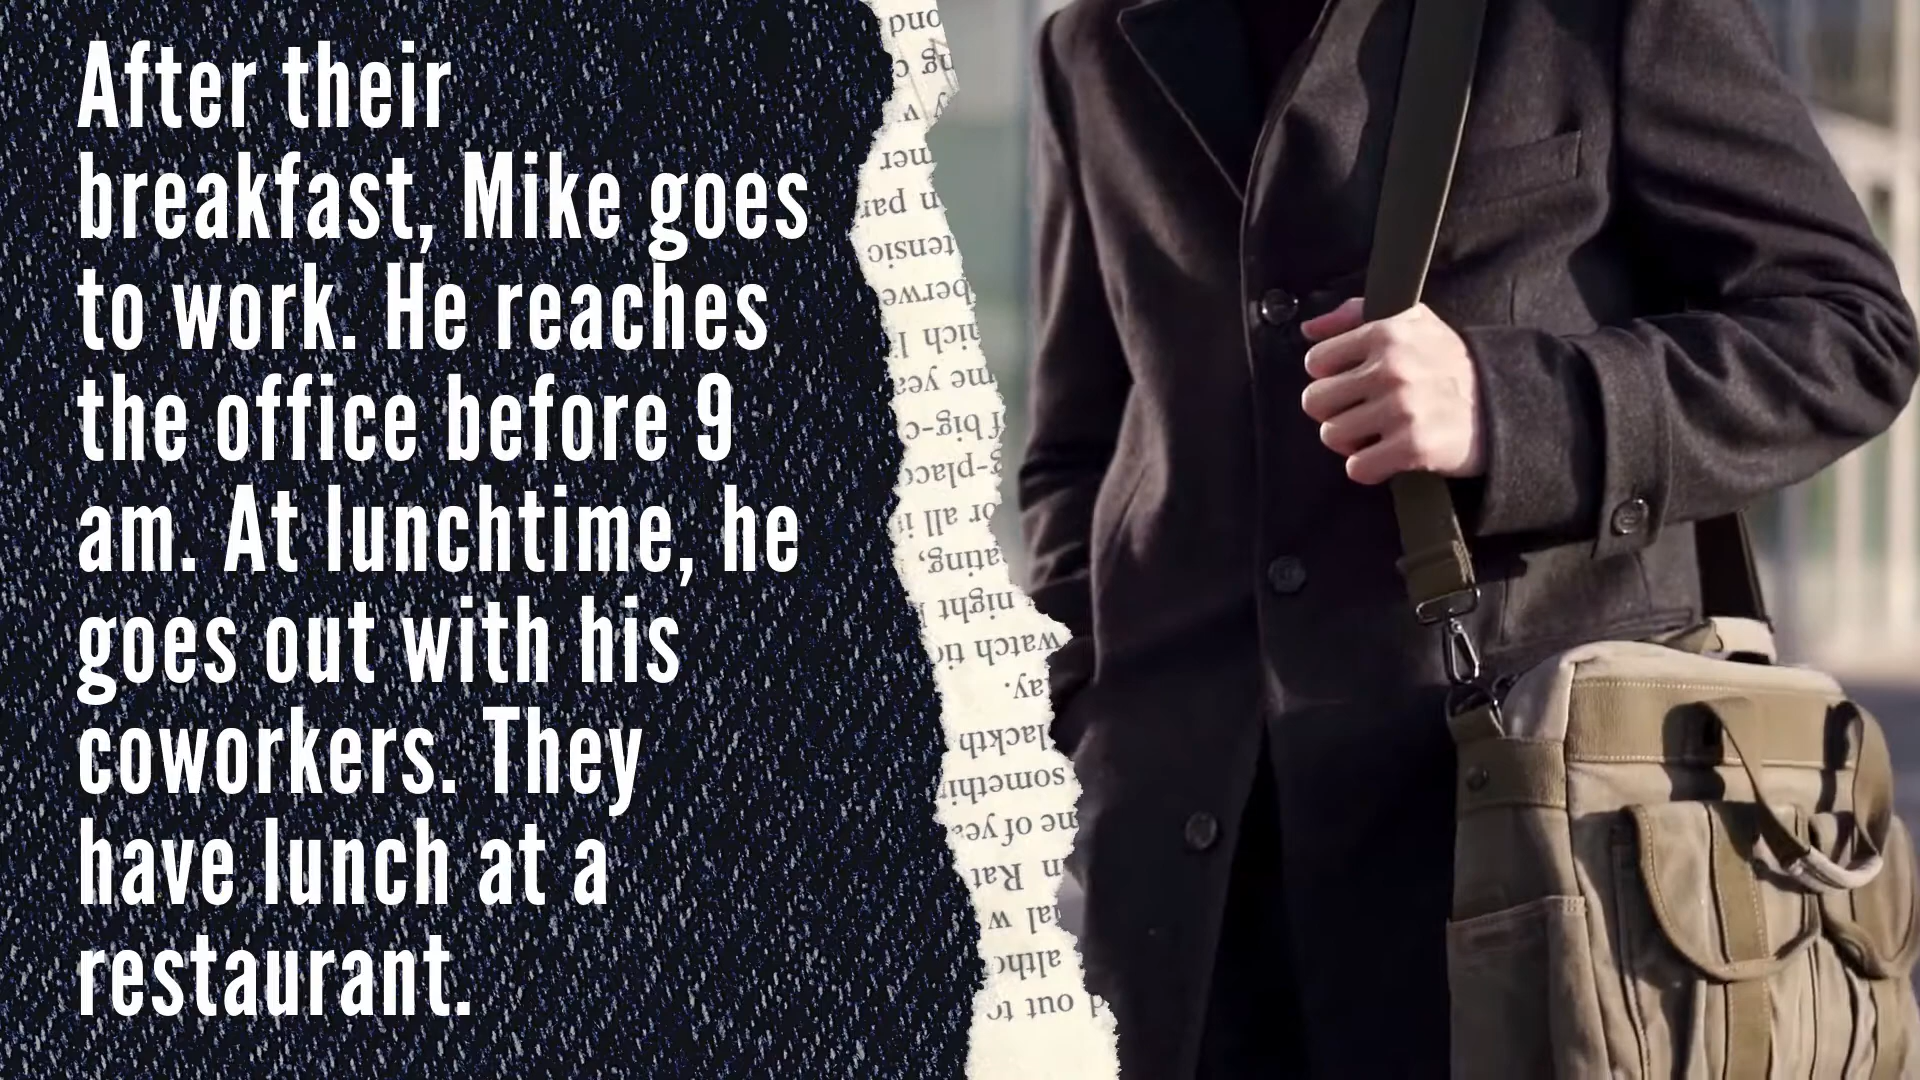 After their
breakfast, Mike goes
to work. He reaches
the office before 9
am. At lunchtime, he
goes out with his
coworkers. They
have lunch at a
restaurant.